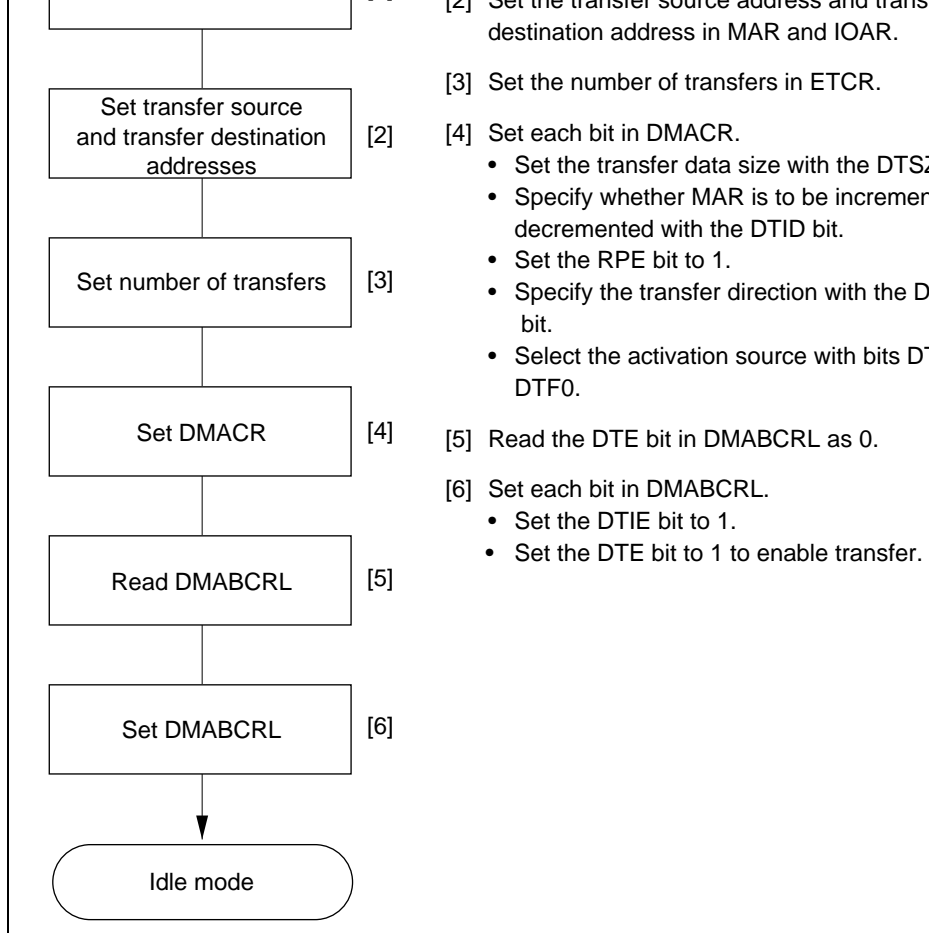 [2] Set the transfer source address and
destination address in MAR and IOAR.
[3] Set the number of transfers in ETCR.
[4] Set each bit in DMACR.
• Set the transfer data size with the
• Specify whether MAR is to be
decremented with the DTID bit.
• Set the RPE bit to 1.
• Specify the transfer direction with the
bit.
• Select the activation source with bits
DTF0.
[5] Read the DTE bit in DMABCRL as 0.
[6] Set each bit in DMABCRL.
• Set the DTIE bit to 1.
• Set the DTE bit to 1 to enable transfer.
Set transfer source
and transfer destination
addresses
[2]
Set number of transfers
[3]
Set DMACR
[4]
Read DMABCRL
[5]
Set DMABCRL
[6]
Idle mode